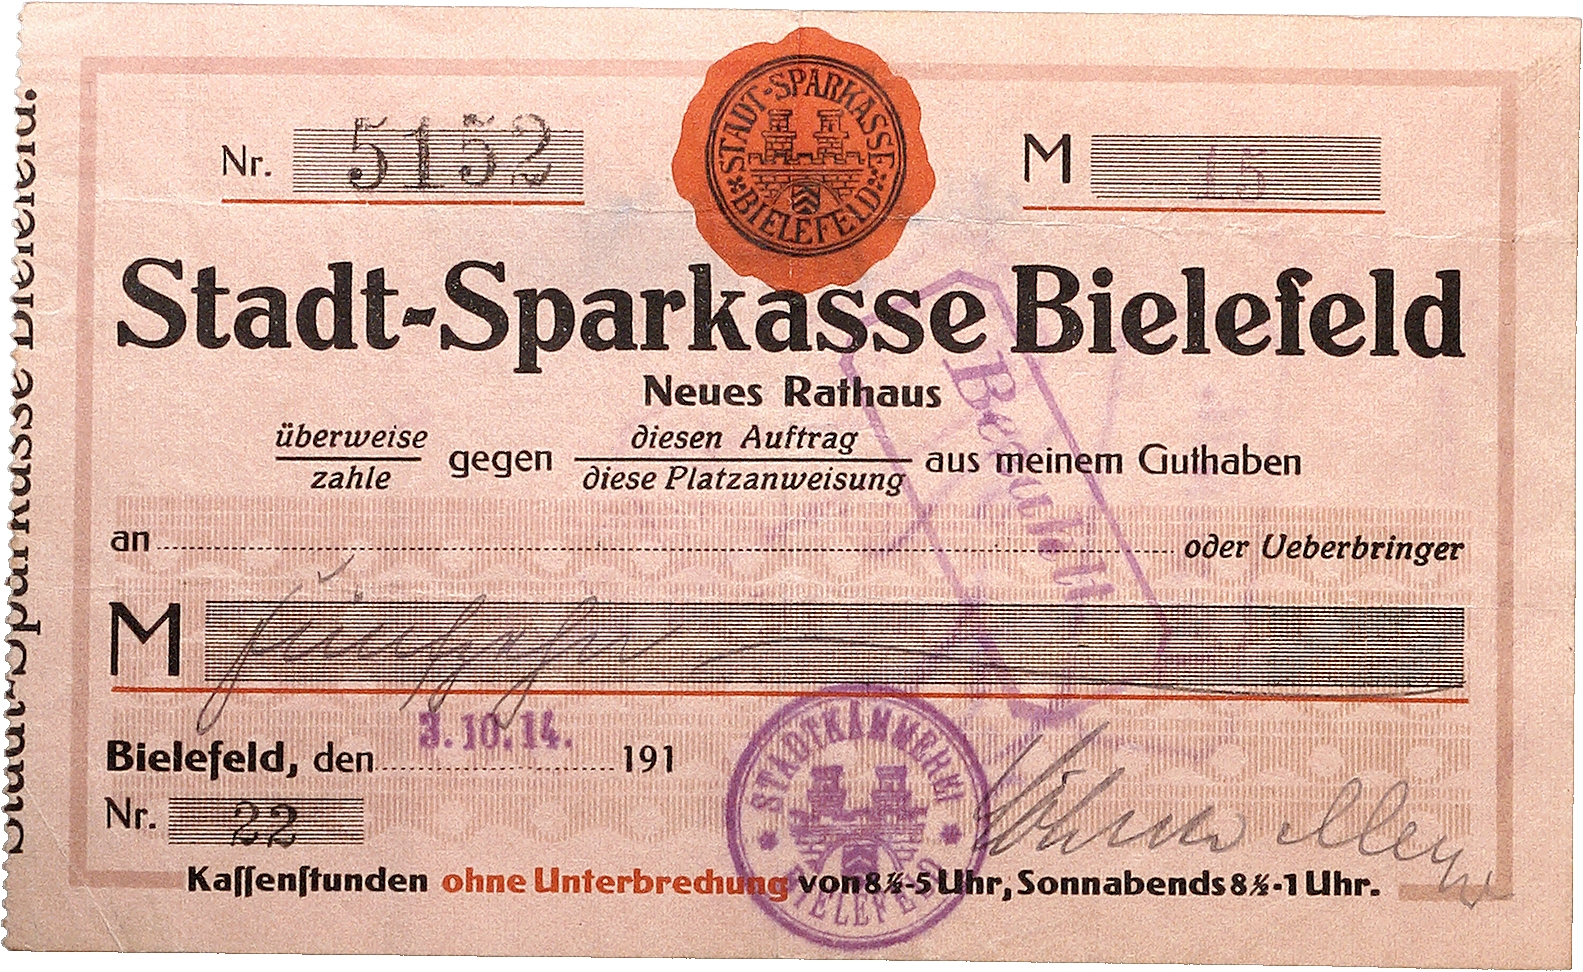 Stadt-Sparkasse Bielefeld.
STADT-SPARKASSE
*BIELEFELD*
Nr. 5152
M 15
Stadt-Sparkasse Bielefeld
Neues Rathaus
überweise
zahle
gegen
diesen Auftrag
diese Platzanweisung
aus meinem Guthaben
Bezahlt
an oder Ueberbringer
M fünfzehn
Bielefeld, den 3.10.14. 191
Nr. 22
STADTKÄMMEREI
* BIELEFELD *
Kaſſenſtunden ohne Unterbrechung von 8½-5 Uhr, Sonnabends 8½-1 Uhr.